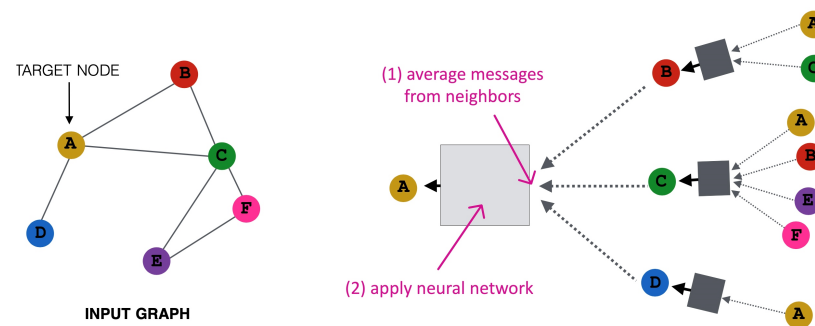 TARGET NODE
B
A
C
F
D
E
INPUT GRAPH
(1) average messages
from neighbors
A
(2) apply neural network
B
C
D
A
C
A
B
E
F
A